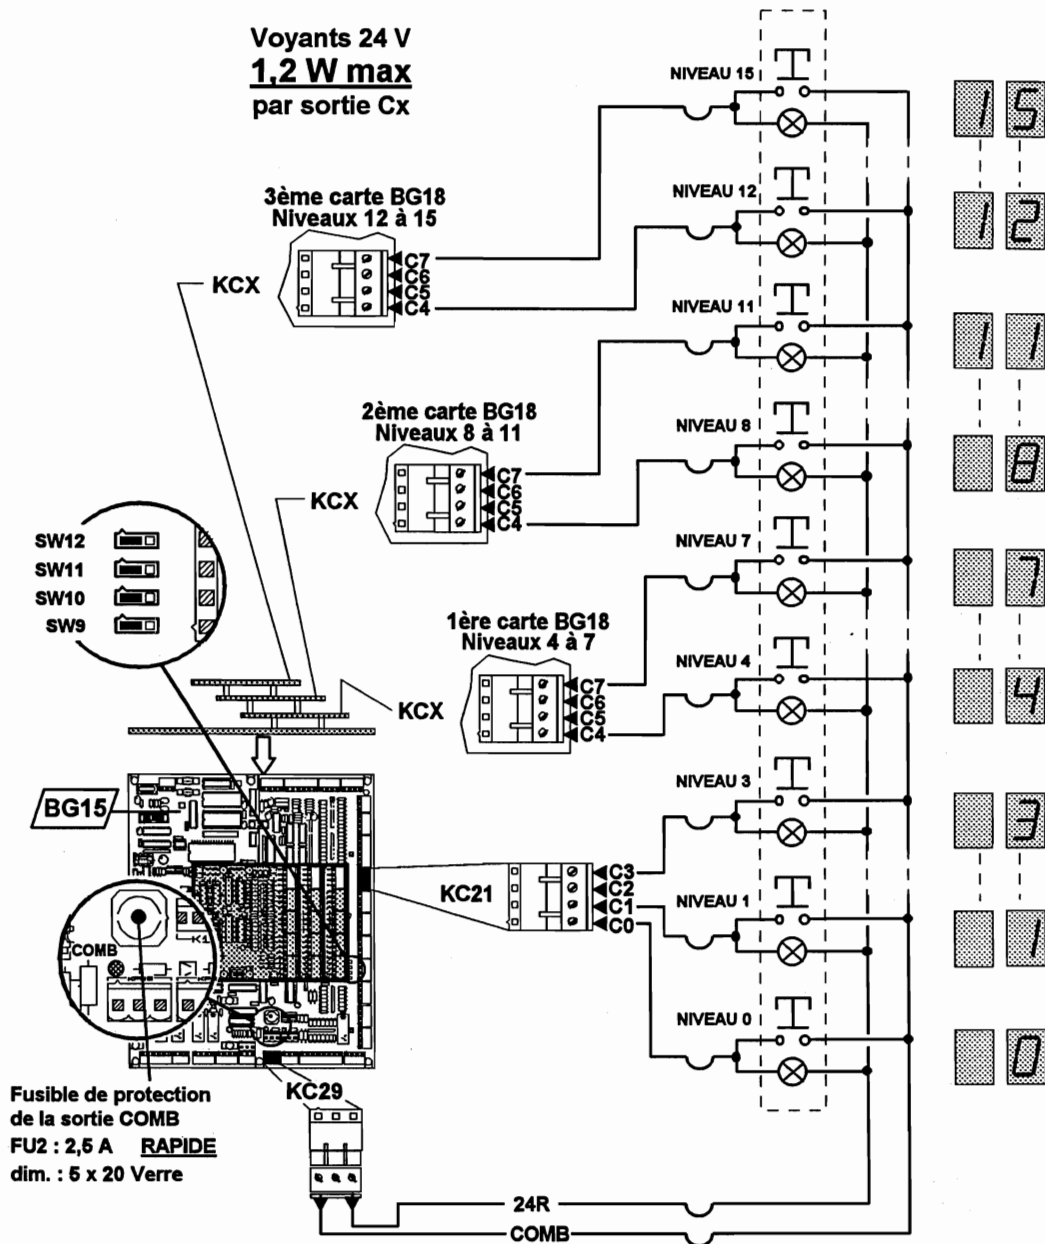 Voyants 24 V
1,2 W max
par sortie Cx
NIVEAU 15
15
3ème carte BG18
Niveaux 12 à 15
KCX
C7
C6
C5
C4
NIVEAU 12
12
NIVEAU 11
11
2ème carte BG18
Niveaux 8 à 11
KCX
C7
C6
C5
C4
NIVEAU 8
8
SW12
SW11
SW10
SW9
NIVEAU 7
7
1ère carte BG18
Niveaux 4 à 7
KCX
C7
C6
C5
C4
NIVEAU 4
4
BG15
NIVEAU 3
3
KC21
C3
C2
C1
C0
NIVEAU 1
1
K1
COMB
NIVEAU 0
0
KC29
Fusible de protection
de la sortie COMB
FU2 : 2,5 A RAPIDE
dim. : 5 x 20 Verre
24R
COMB